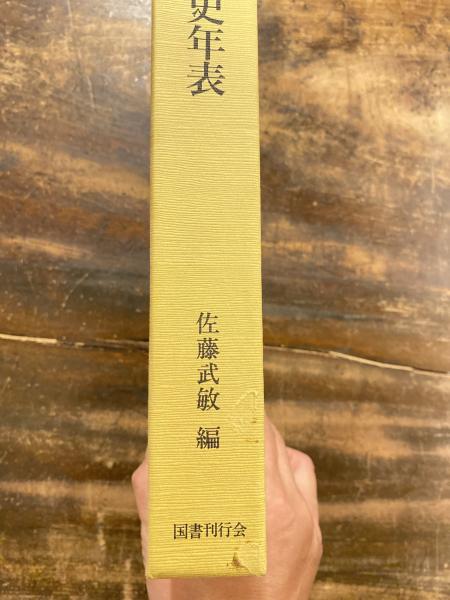 史年表
佐藤武敏 編
国書刊行会